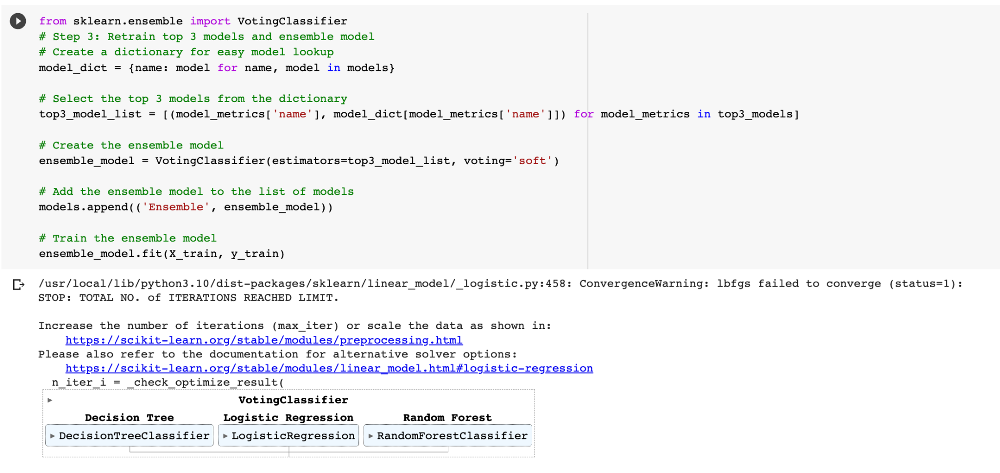 from sklearn.ensemble import VotingClassifier
# Step 3: Retrain top 3 models and ensemble model
# Create a dictionary for easy model lookup
model_dict = {name: model for name, model in models}
# Select the top 3 models from the dictionary
top3_model_list = [(model_metrics['name'], model_dict[model_metrics['name']]) for model_metrics in top3_models]
# Create the ensemble model
ensemble_model = VotingClassifier(estimators=top3_model_list, voting='soft')
# Add the ensemble model to the list of models
models.append(('Ensemble', ensemble_model))
# Train the ensemble model
ensemble_model.fit(X_train, y_train)
/usr/local/lib/python3.10/dist-packages/sklearn/linear_model/_logistic.py:458: ConvergenceWarning: lbfgs failed to converge (status=1):
STOP: TOTAL NO. of ITERATIONS REACHED LIMIT.
Increase the number of iterations (max_iter) or scale the data as shown in:
https://scikit-learn.org/stable/modules/preprocessing.html
Please also refer to the documentation for alternative solver options:
https://scikit-learn.org/stable/modules/linear_model.html#logistic-regression
n_iter_i = _check_optimize_result(
VotingClassifier
Decision Tree Logistic Regression Random Forest
DecisionTreeClassifier LogisticRegression RandomForestClassifier